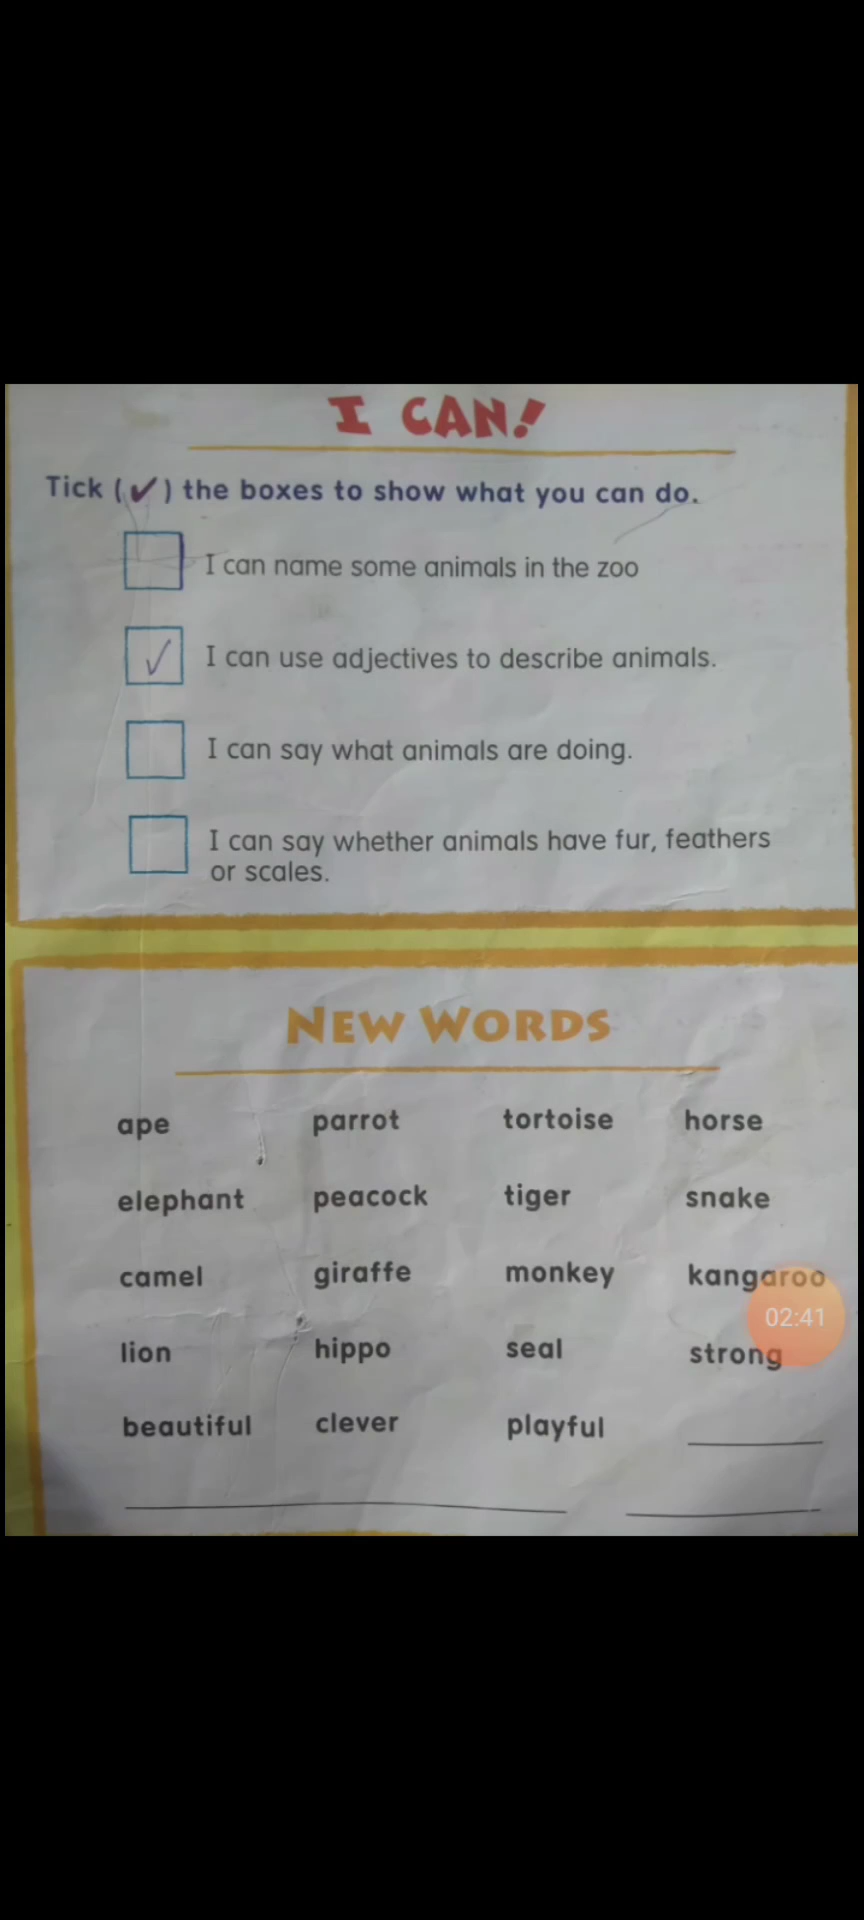 I CAN!
Tick (✔) the boxes to show what you can do.
I can name some animals in the zoo
✓ I can use adjectives to describe animals.
I can say what animals are doing.
I can say whether animals have fur, feathers
or scales.
NEW WORDS
ape parrot tortoise horse
elephant peacock tiger snake
camel giraffe monkey kangaroo
02:41
lion hippo seal strong
beautiful clever playful